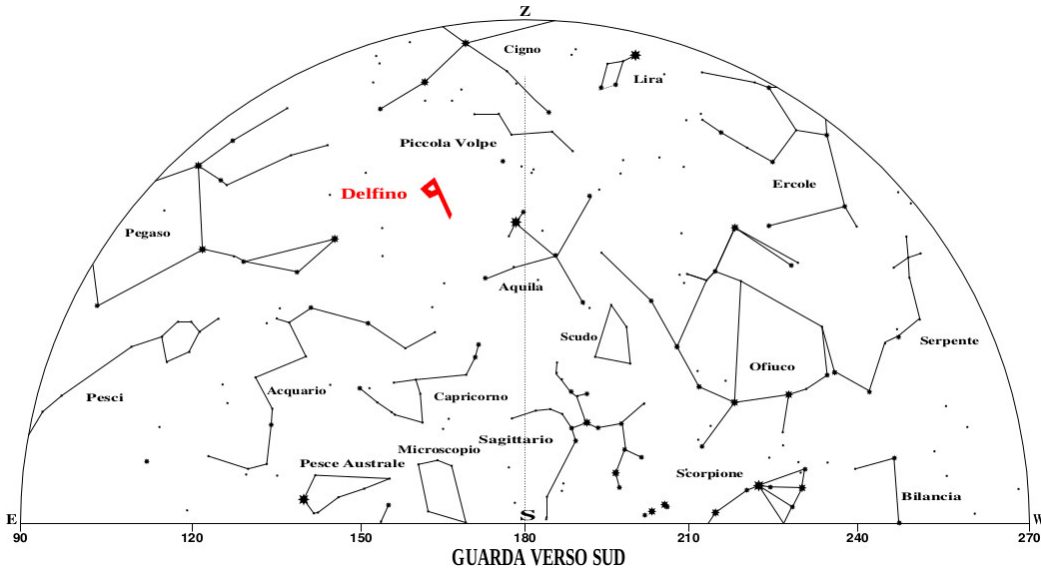 Z
Cigno
Lira
Piccola Volpe
Delfino
Ercole
Pegaso
Aquila
Scudo
Serpente
Ofiuco
Pesci
Acquario
Capricorno
Sagittario
Microscopio
Pesce Australe
Scorpione
Bilancia
E S W
90 120 150 180 210 240 270
GUARDA VERSO SUD